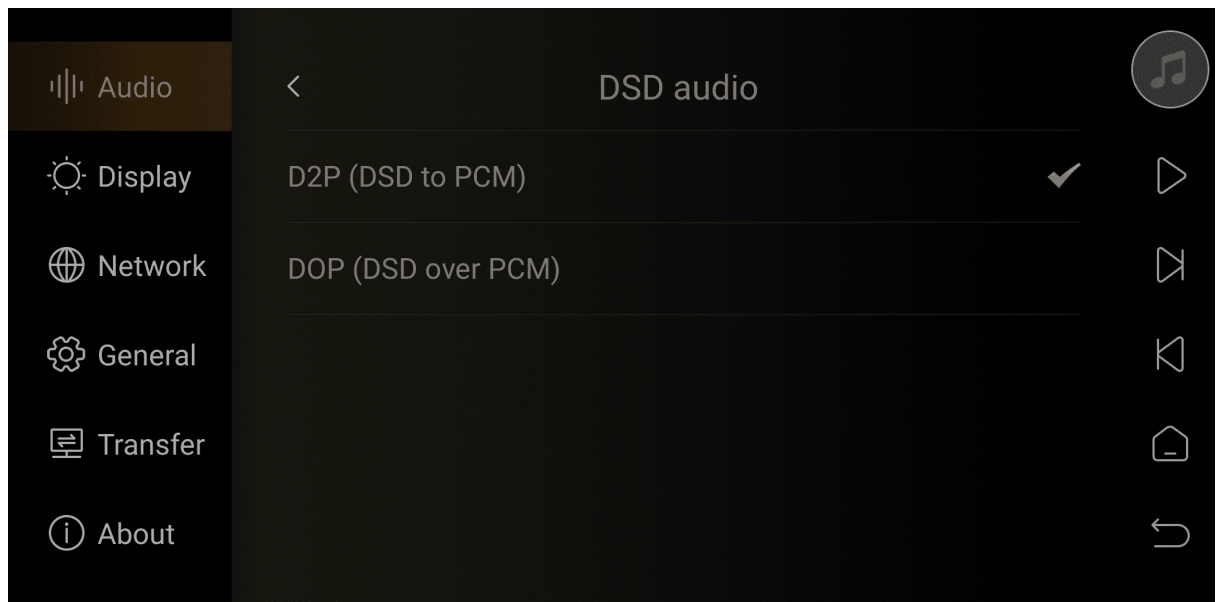 Audio
Display
Network
General
Transfer
About
DSD audio
D2P (DSD to PCM)
DOP (DSD over PCM)